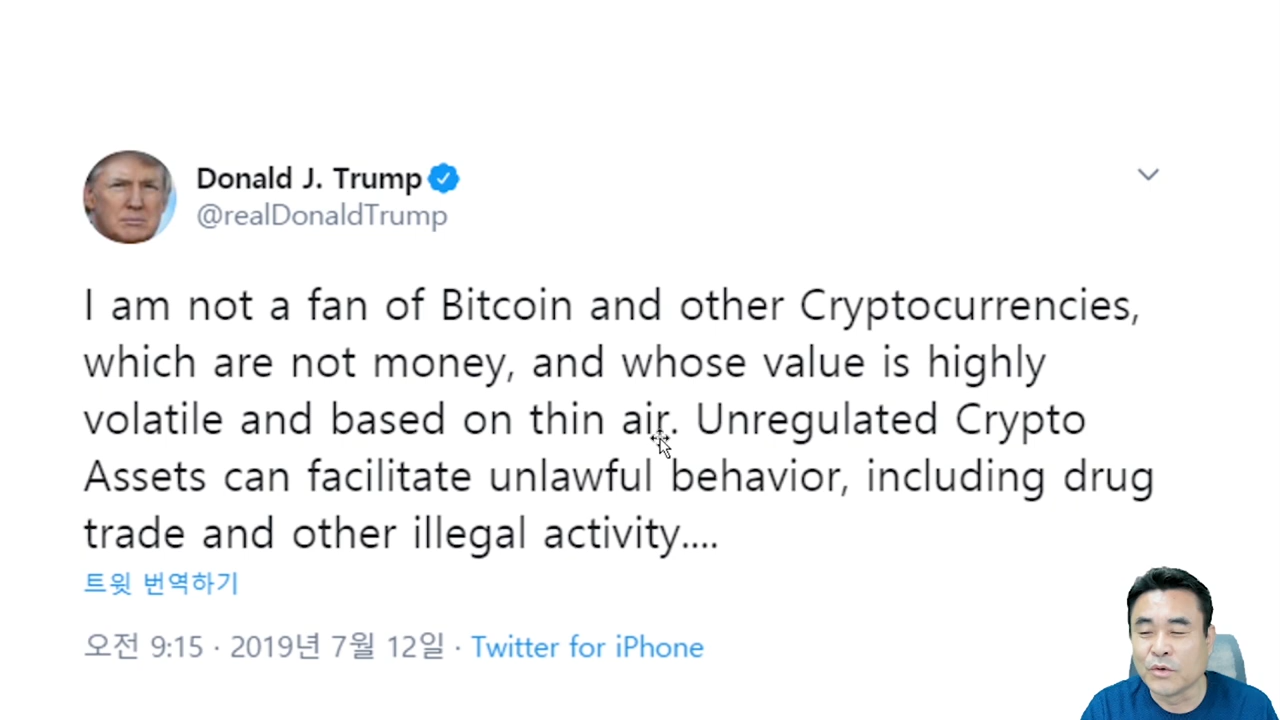 Donald J. Trump
@realDonaldTrump
I am not a fan of Bitcoin and other Cryptocurrencies,
which are not money, and whose value is highly
volatile and based on thin air. Unregulated Crypto
Assets can facilitate unlawful behavior, including drug
trade and other illegal activity....
트윗 번역하기
오전 9:15 · 2019년 7월 12일 · Twitter for iPhone